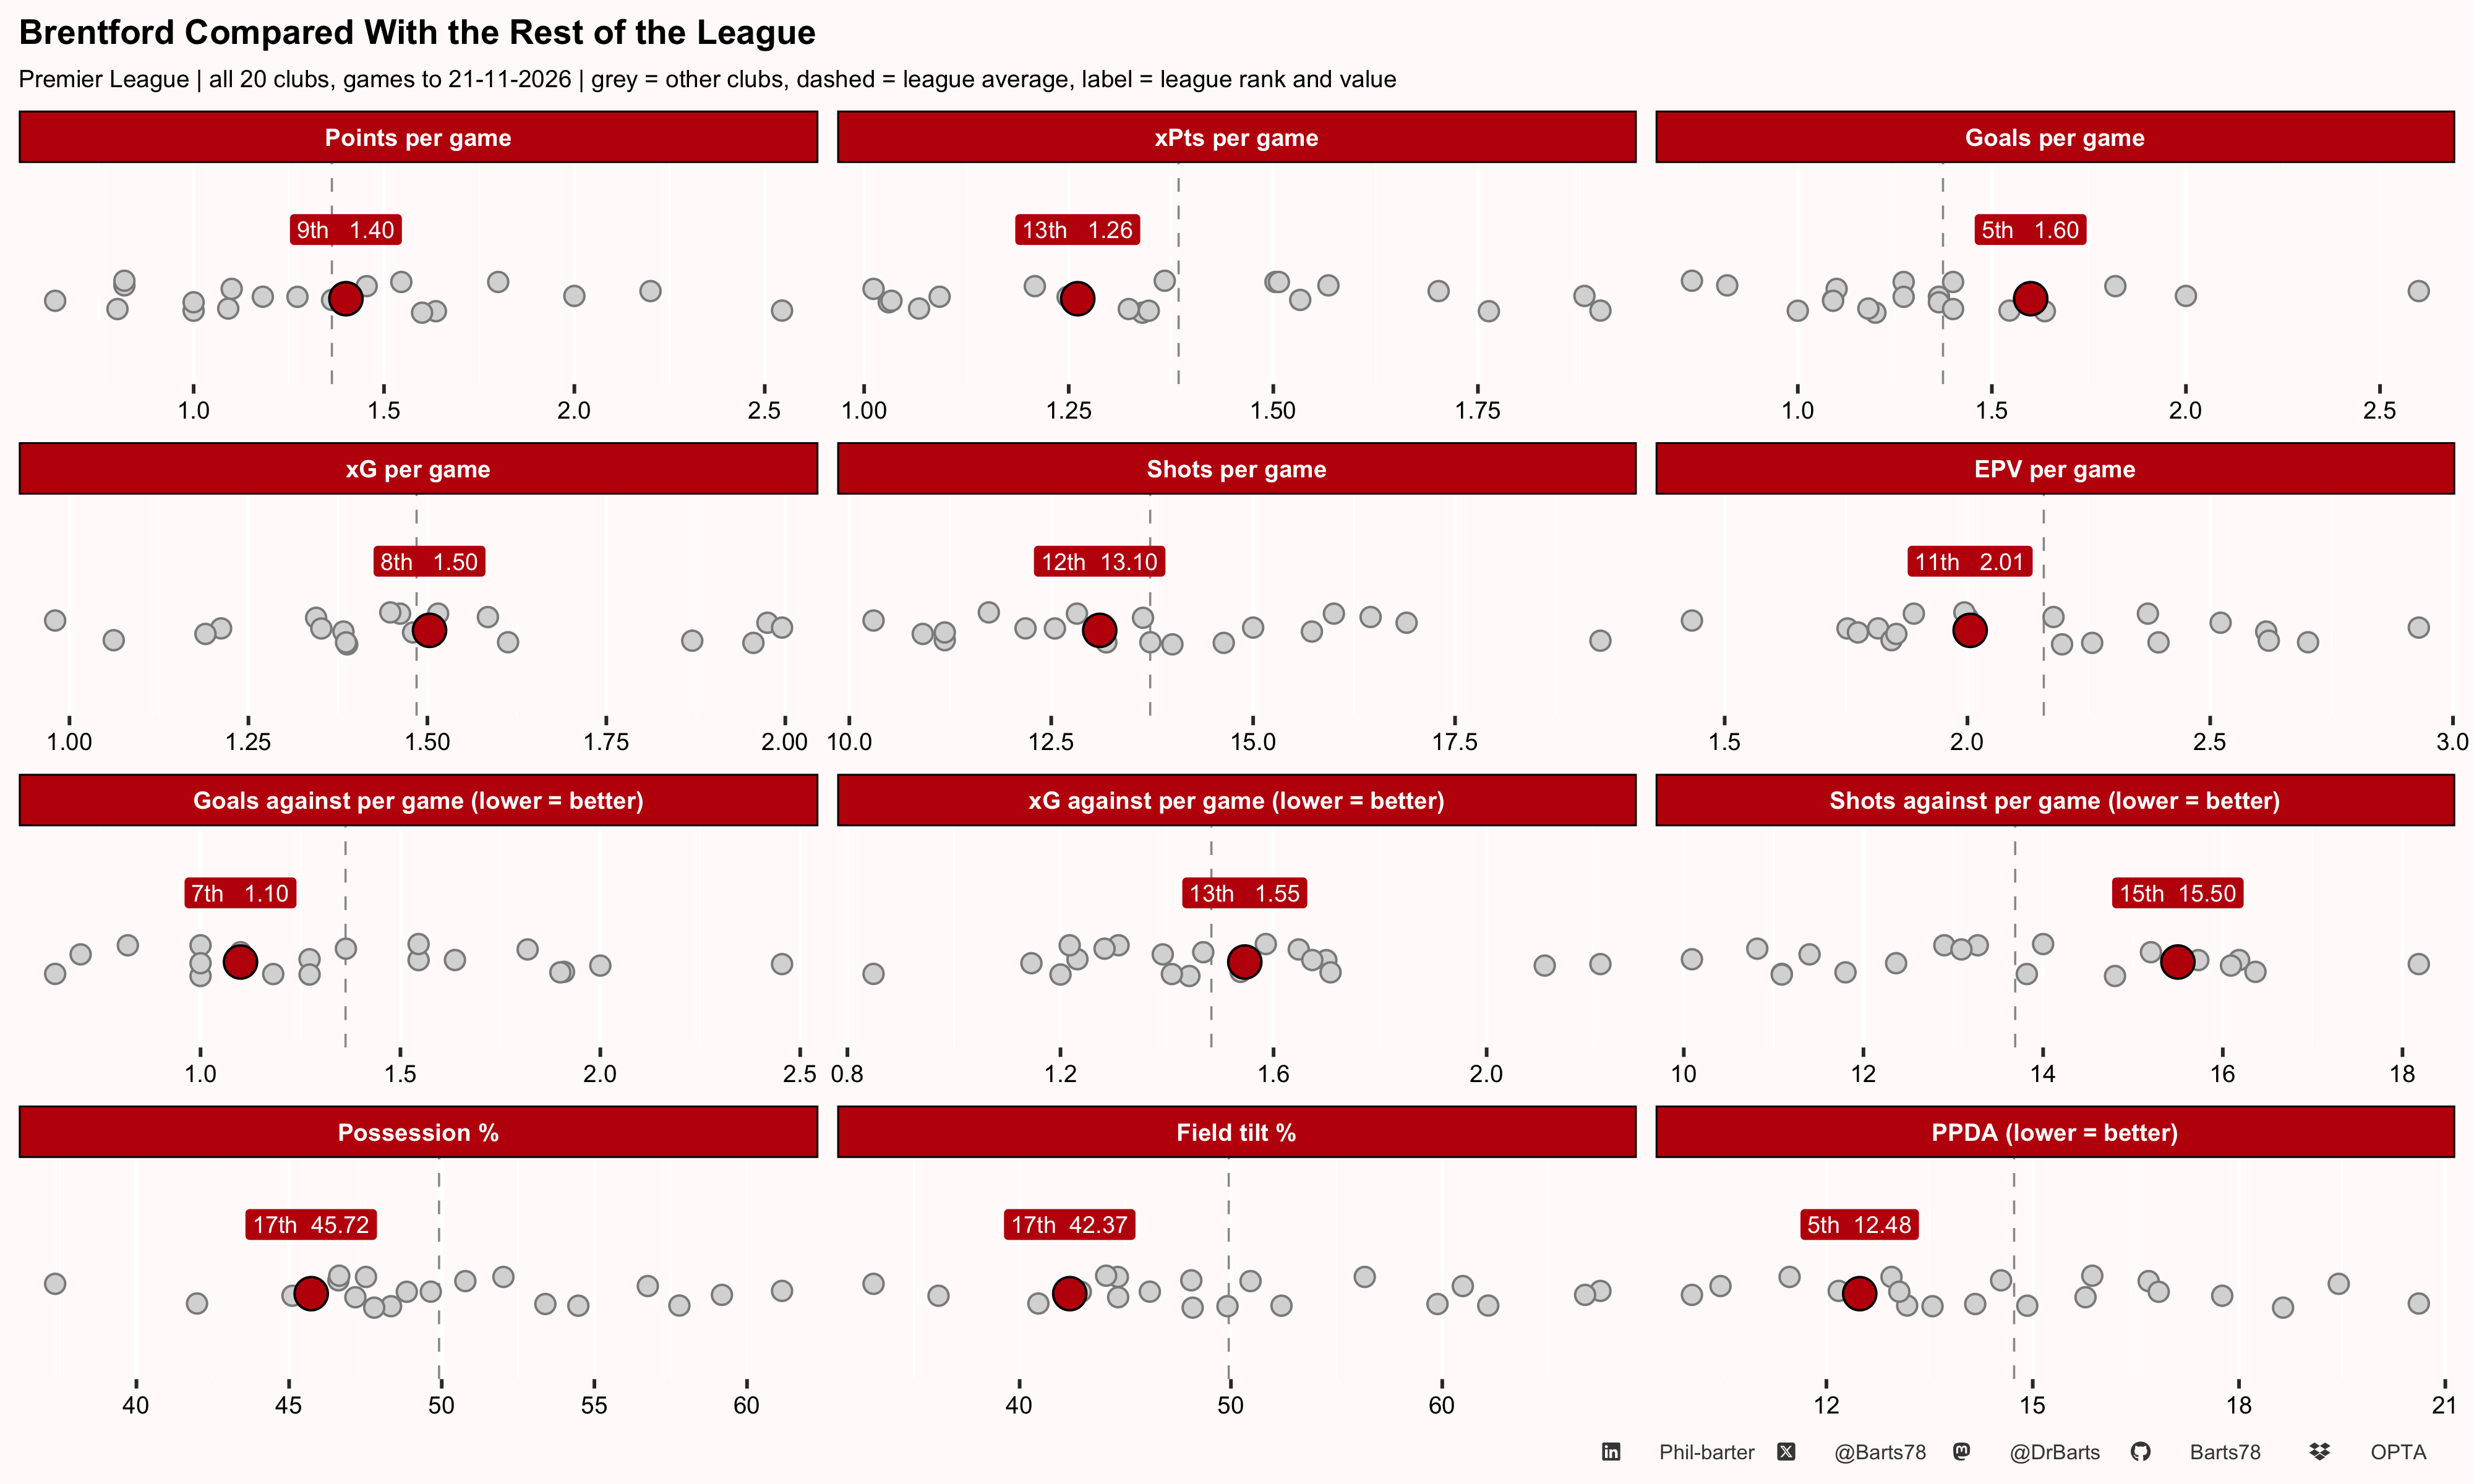 Brentford Compared With the Rest of the League
Premier League | all 20 clubs, games to 21-11-2026 | grey = other clubs, dashed = league average, label = league rank and value
Points per game
9th 1.40
1.0 1.5 2.0 2.5
xPts per game
13th 1.26
1.00 1.25 1.50 1.75
Goals per game
5th 1.60
1.0 1.5 2.0 2.5
xG per game
8th 1.50
1.00 1.25 1.50 1.75 2.00
Shots per game
12th 13.10
10.0 12.5 15.0 17.5
EPV per game
11th 2.01
1.5 2.0 2.5 3.0
Goals against per game (lower = better)
7th 1.10
1.0 1.5 2.0 2.5
xG against per game (lower = better)
13th 1.55
0.8 1.2 1.6 2.0
Shots against per game (lower = better)
15th 15.50
10 12 14 16 18
Possession %
17th 45.72
40 45 50 55 60
Field tilt %
17th 42.37
40 50 60
PPDA (lower = better)
5th 12.48
12 15 18 21
Phil-barter @Barts78 @DrBarts Barts78 OPTA